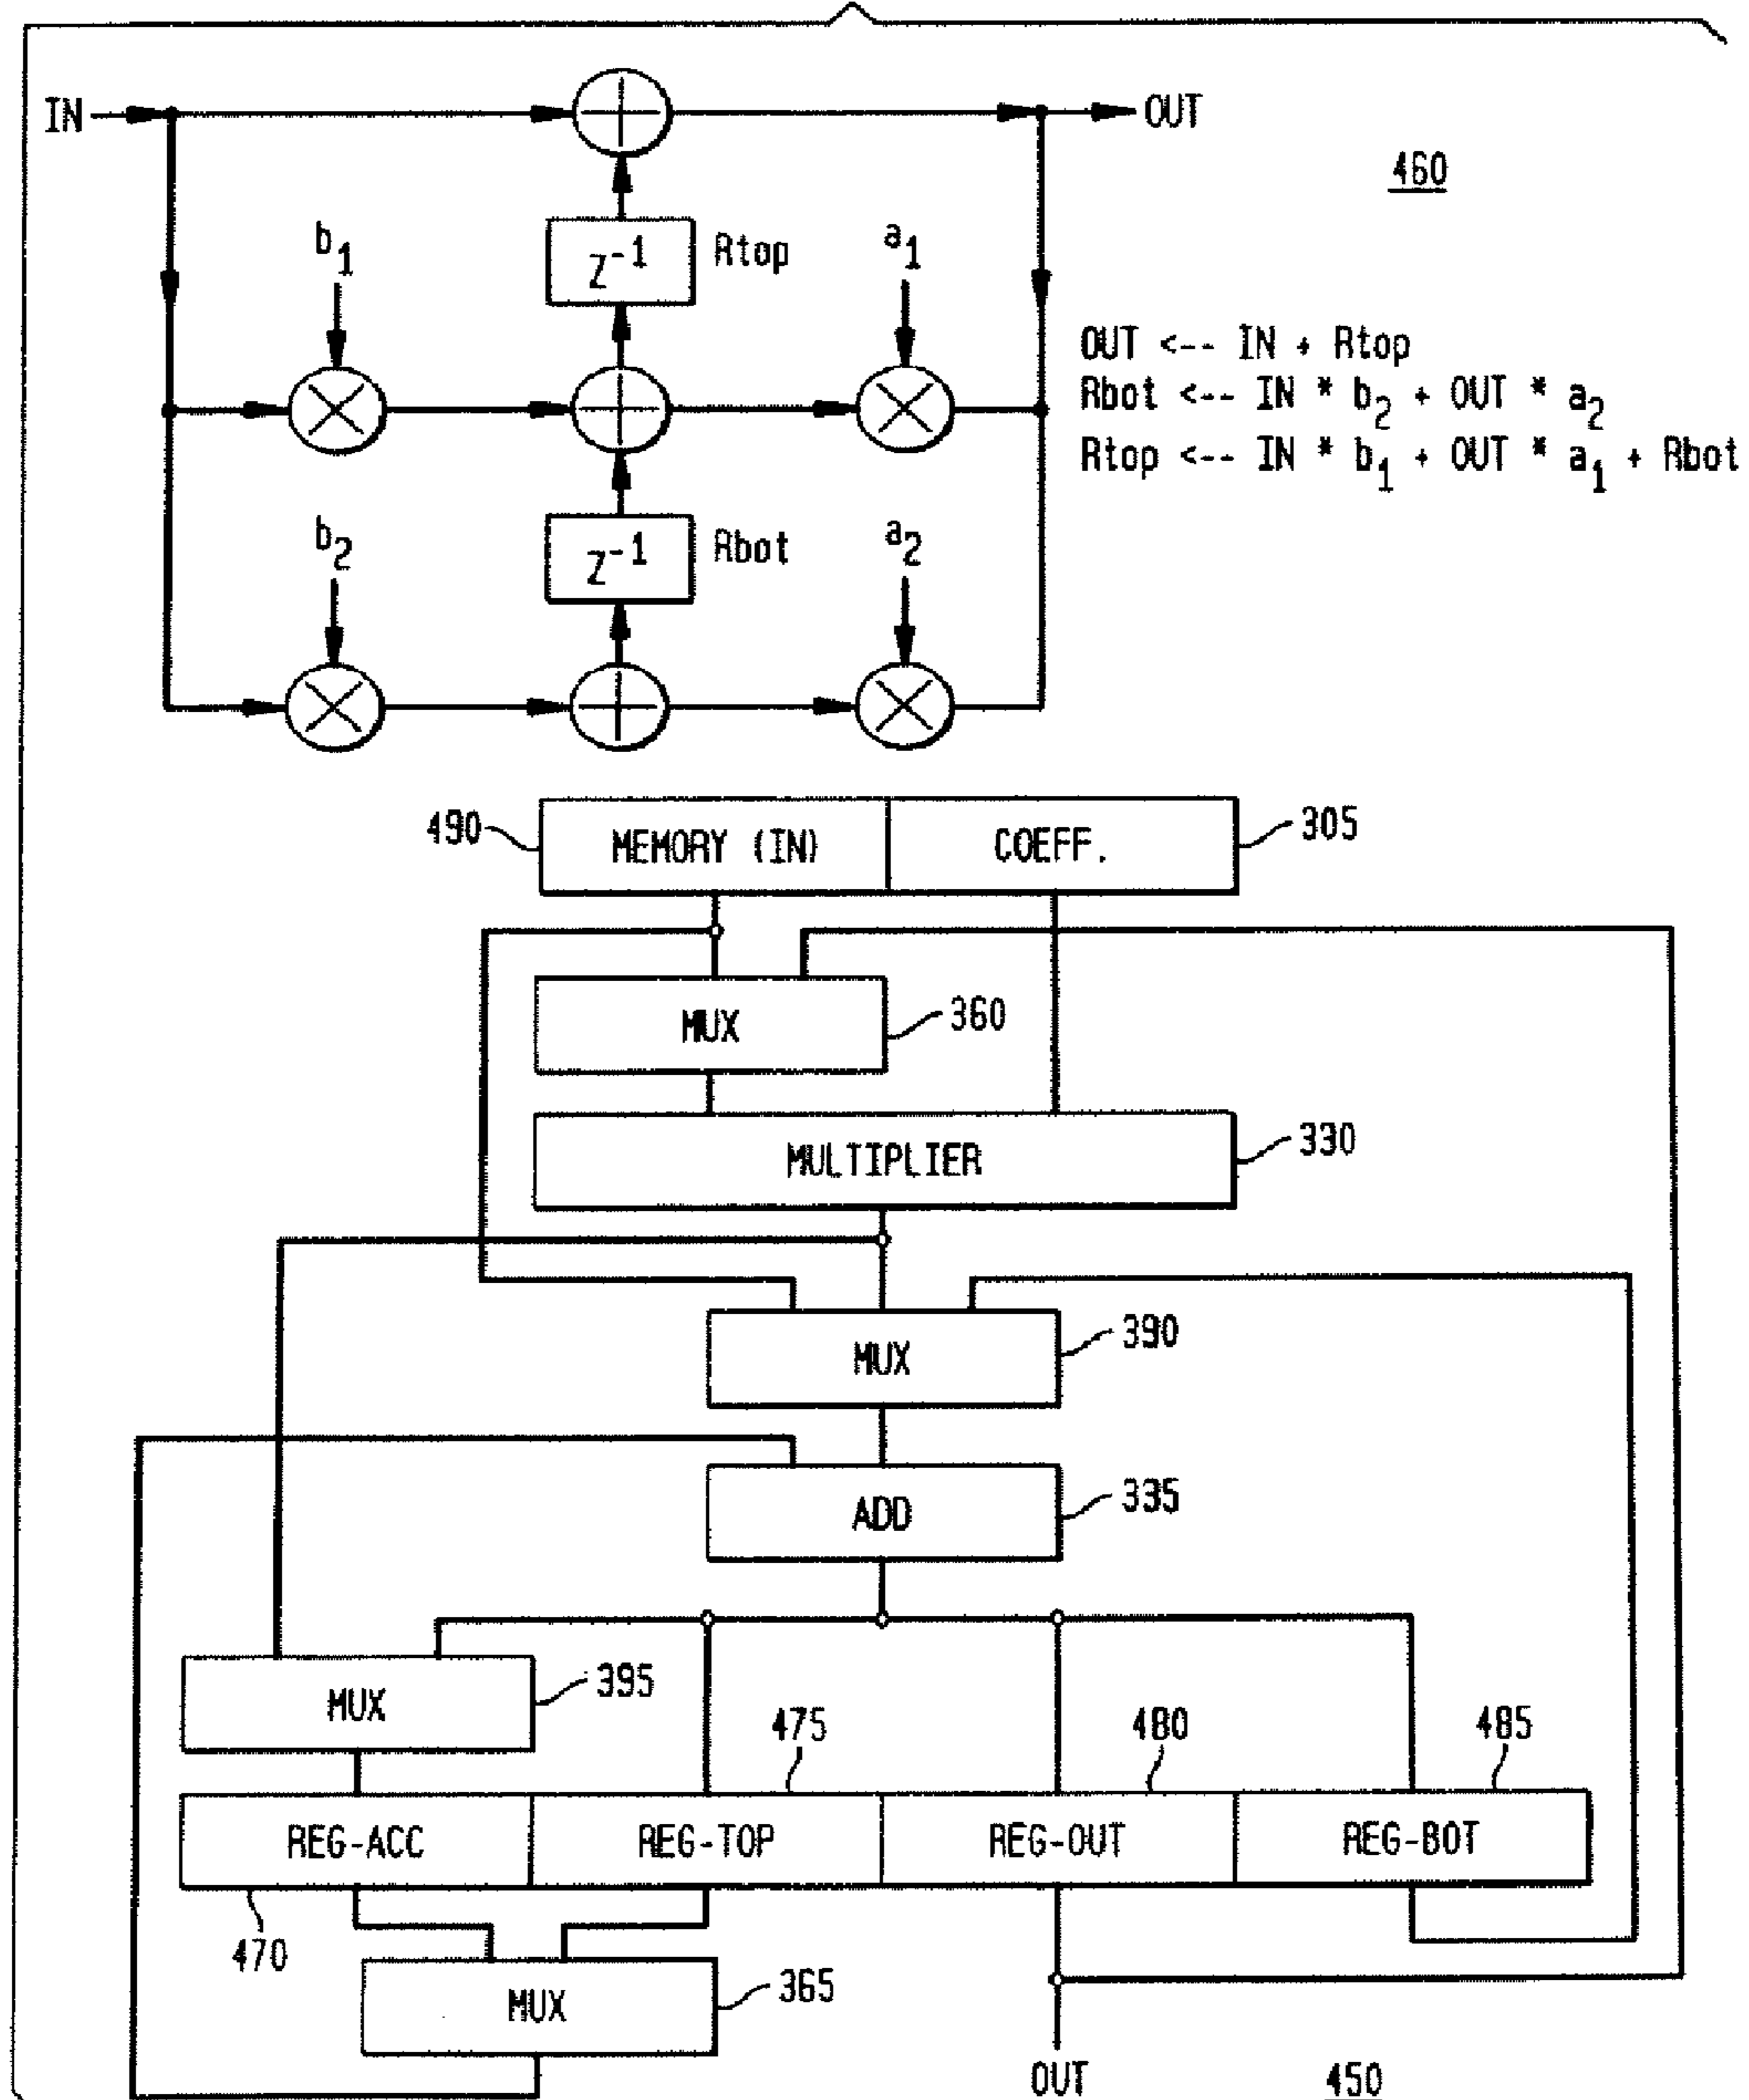 IN
OUT
460
b1
Z-1
Rtop
a1
OUT <-- IN + Rtop
Rbot <-- IN * b2 + OUT * a2
Rtop <-- IN * b1 + OUT * a1 + Rbot
b2
Z-1
Rbot
a2
490
MEMORY (IN)
COEFF.
305
MUX
360
MULTIPLIER
330
MUX
390
ADD
335
MUX
395
475
480
485
REG-ACC
REG-TOP
REG-OUT
REG-BOT
470
MUX
365
OUT
450